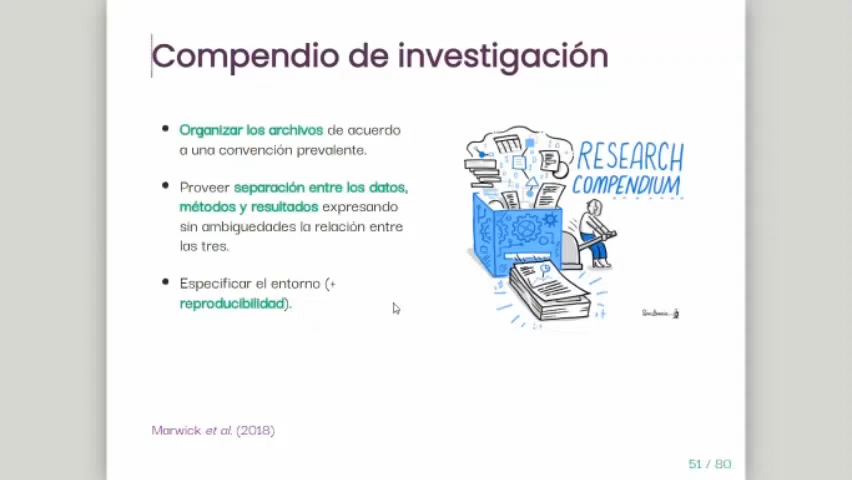 Compendio de investigación
Organizar los archivos de acuerdo
a una convención prevalente.
Proveer separación entre los datos,
métodos y resultados expresando
sin ambiguedades la relación entre
las tres.
Especificar el entorno (+
reproducibilidad).
RESEARCH
COMPENDIUM
Marwick et al. (2018)
51 / 80